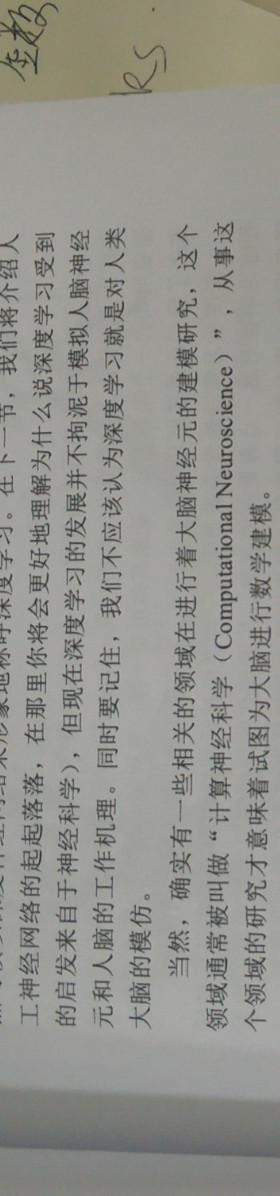 地称呼深度学习。在下一节，我们将介绍人
工神经网络的起起落落，在那里你将会更好地理解为什么说深度学习受到
的启发来自于神经科学），但现在深度学习的发展并不拘泥于模拟人脑神经
元和人脑的工作机理。同时要记住，我们不应该认为深度学习就是对人类
大脑的模仿。
当然，确实有一些相关的领域在进行着大脑神经元的建模研究，这个
领域通常被叫做“计算神经科学（Computational Neuroscience）”，从事这
个领域的研究才意味着试图为大脑进行数学建模。